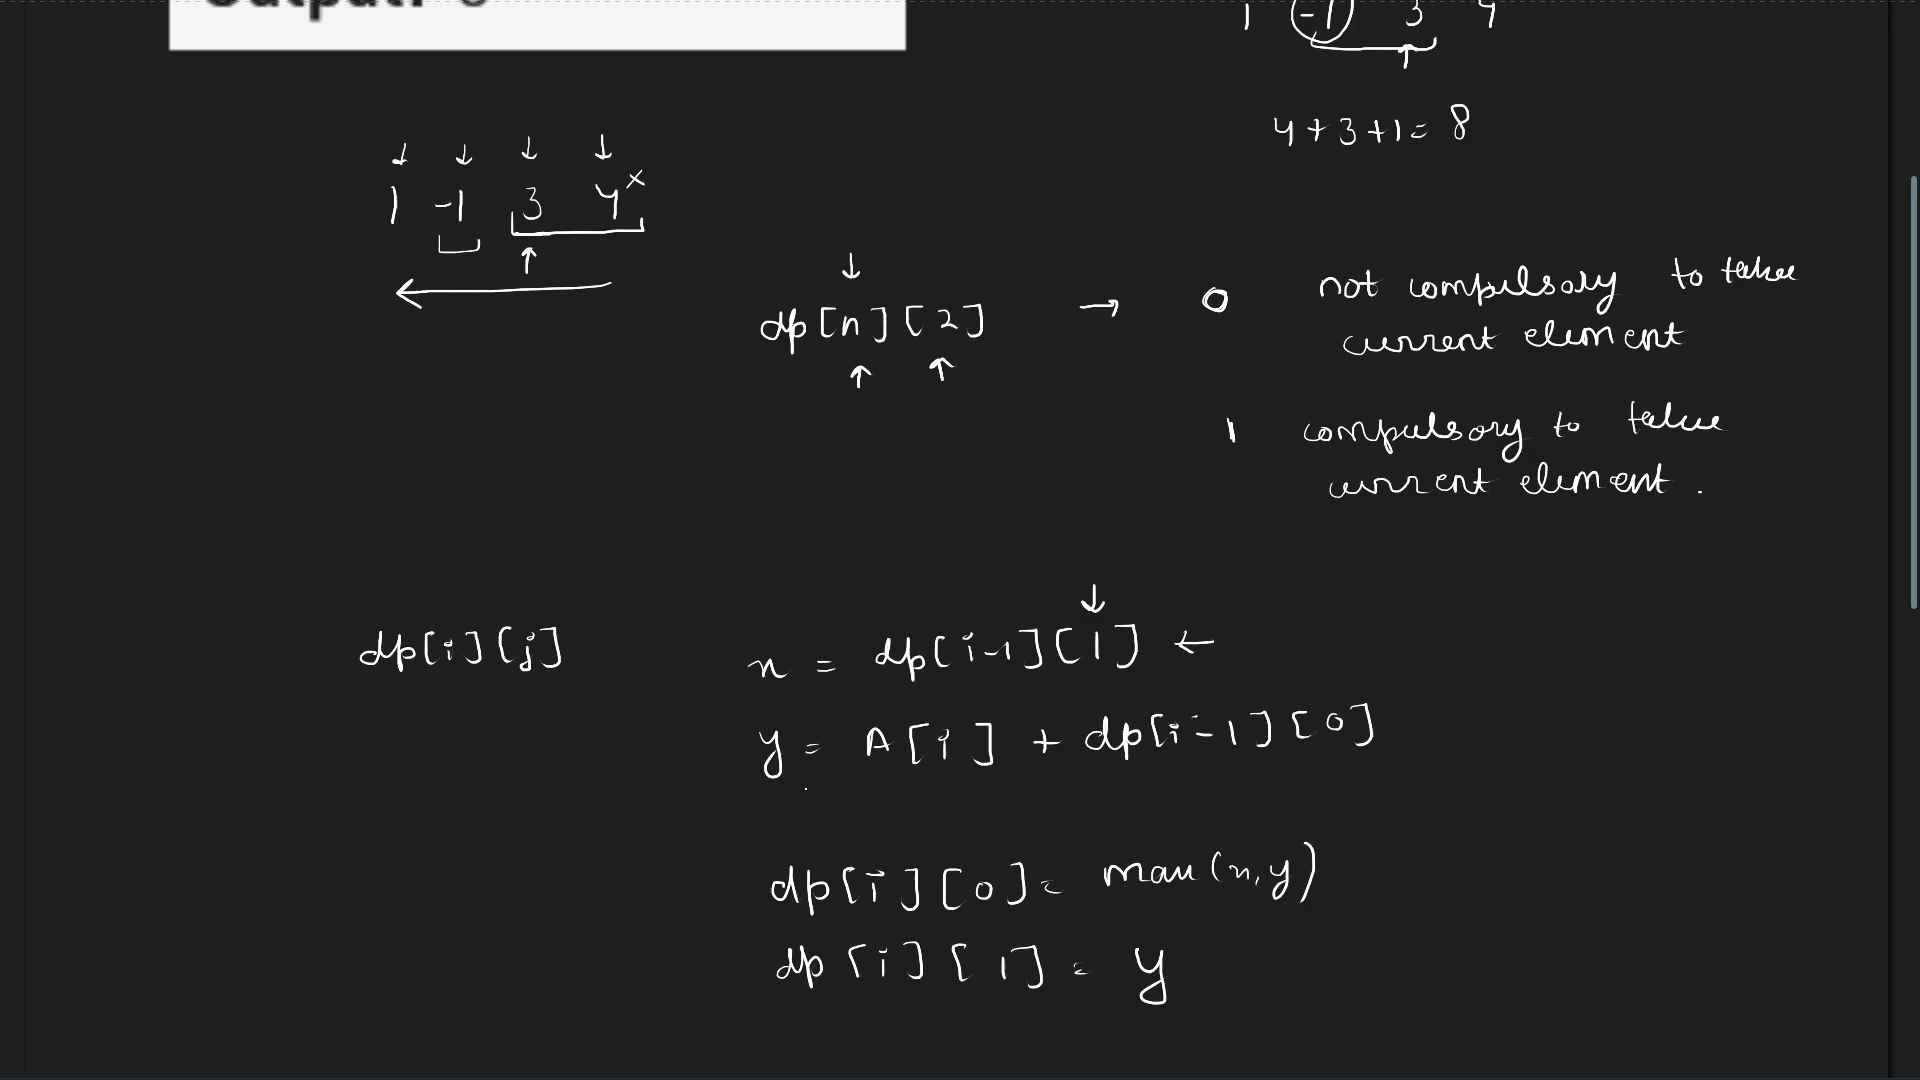 Output: 8
1 -1 3 4
4+3+1= 8
1 -1 3 4 x
dp[n][2] → 0 not compulsory to take
current element
1 compulsory to take
current element.
dp[i][j]
x = dp[i-1][1] ←
y = A[i] + dp[i-1][0]
dp[i][0] = max(x,y)
dp[i][1] = y